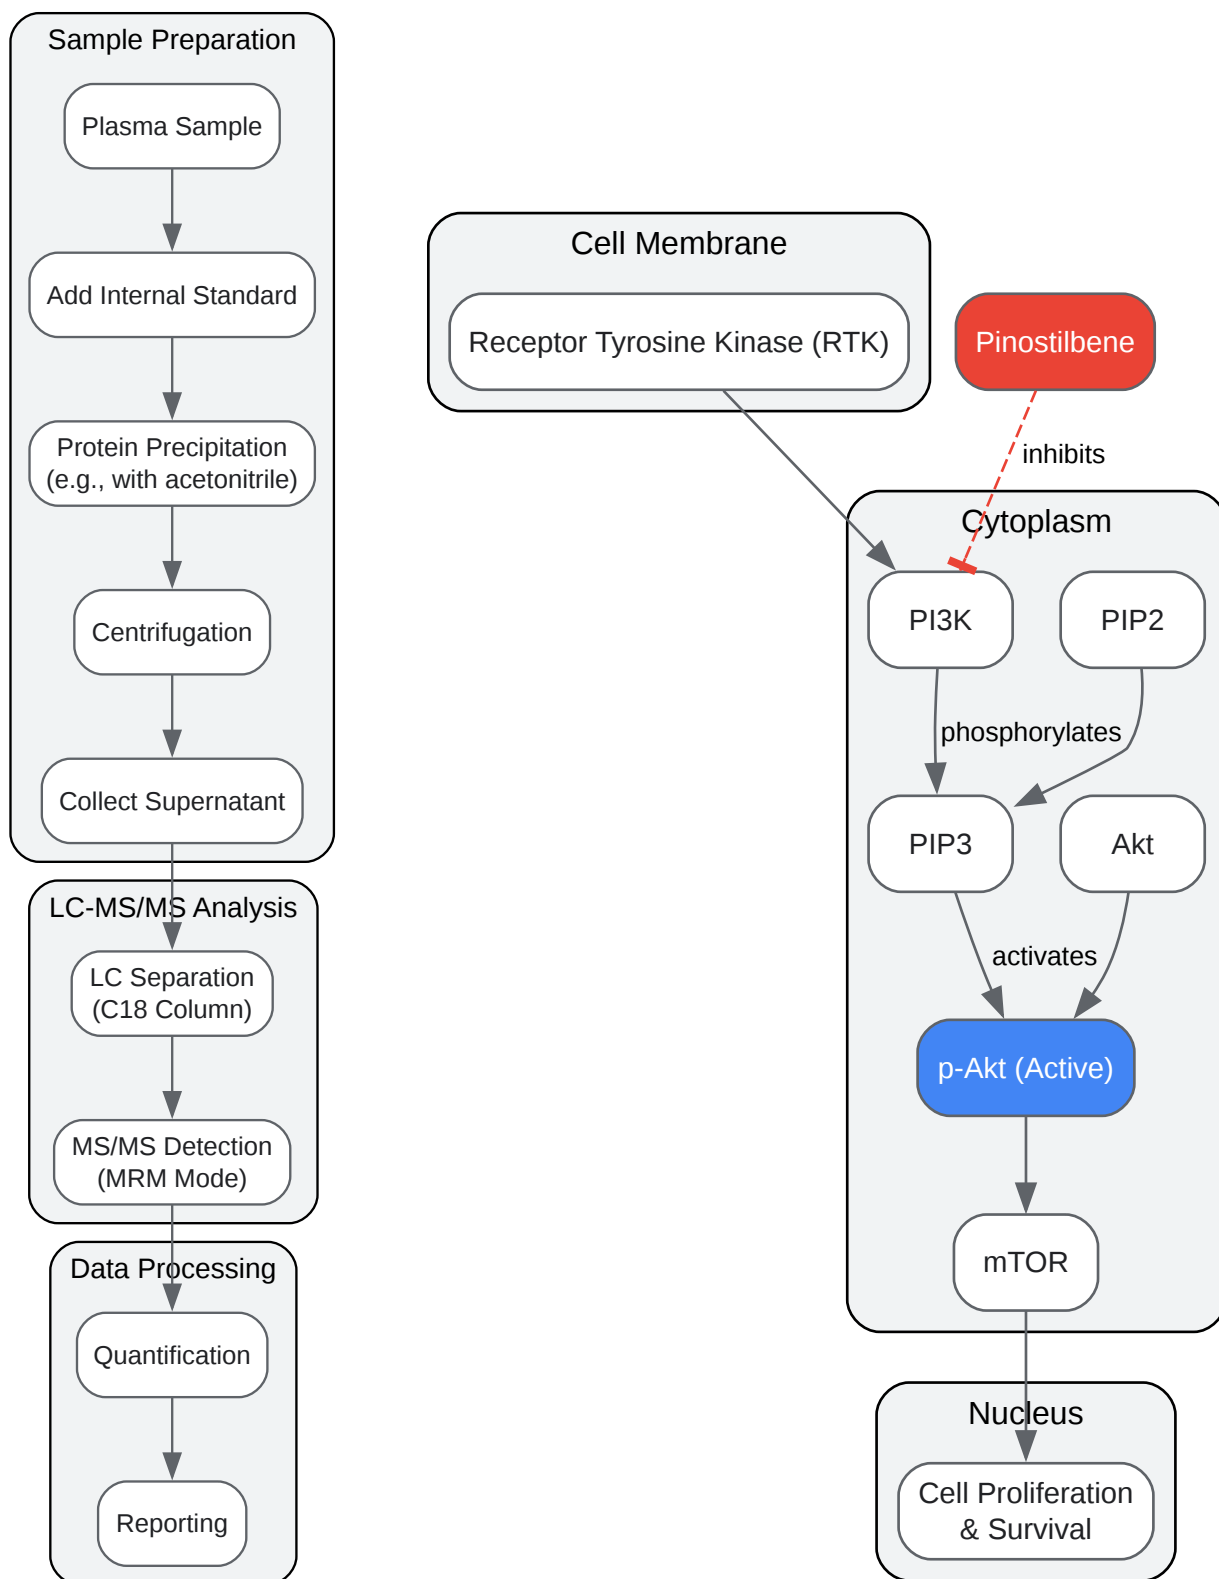 Sample Preparation
Plasma Sample
Add Internal Standard
Protein Precipitation
(e.g., with acetonitrile)
Centrifugation
Collect Supernatant
LC-MS/MS Analysis
LC Separation
(C18 Column)
MS/MS Detection
(MRM Mode)
Data Processing
Quantification
Reporting
Cell Membrane
Receptor Tyrosine Kinase (RTK)
Pinostilbene
inhibits
Cytoplasm
PI3K
PIP2
phosphorylates
PIP3
Akt
activates
p-Akt (Active)
mTOR
Nucleus
Cell Proliferation
& Survival